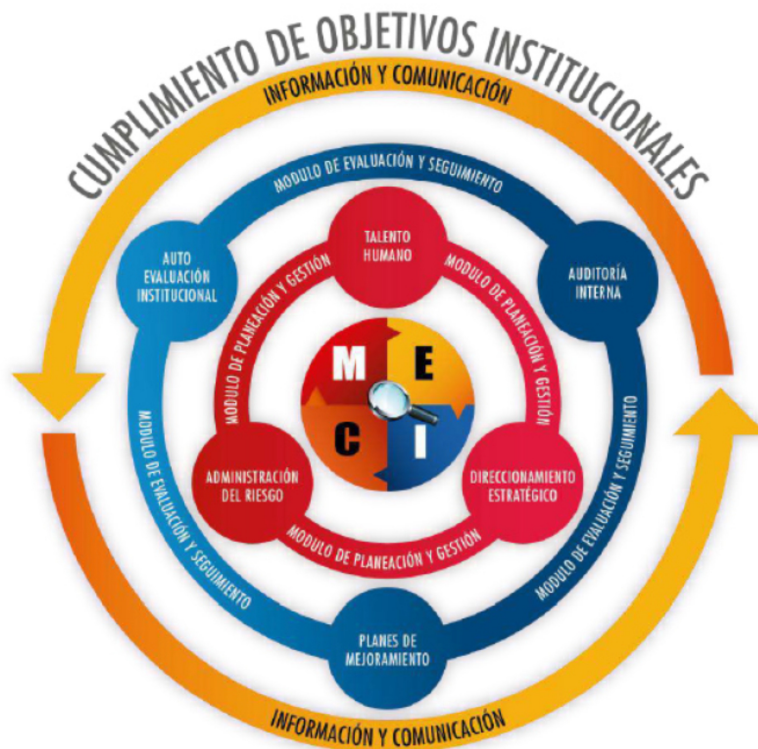 CUMPLIMIENTO DE OBJETIVOS INSTITUCIONALES
INFORMACIÓN Y COMUNICACIÓN
MODULO DE EVALUACIÓN Y SEGUIMIENTO
TALENTO
HUMANO
AUTO
EVALUACIÓN
INSTITUCIONAL
AUDITORÍA
INTERNA
MODULO DE PLANEACIÓN Y GESTIÓN
MODULO DE PLANEACIÓN Y GESTIÓN
M E
C I
ADMINISTRACIÓN
DEL RIESGO
DIRECCIONAMIENTO
ESTRATÉGICO
MODULO DE EVALUACIÓN Y SEGUIMIENTO
MODULO DE EVALUACIÓN Y SEGUIMIENTO
MODULO DE PLANEACIÓN Y GESTIÓN
PLANES DE
MEJORAMIENTO
INFORMACIÓN Y COMUNICACIÓN